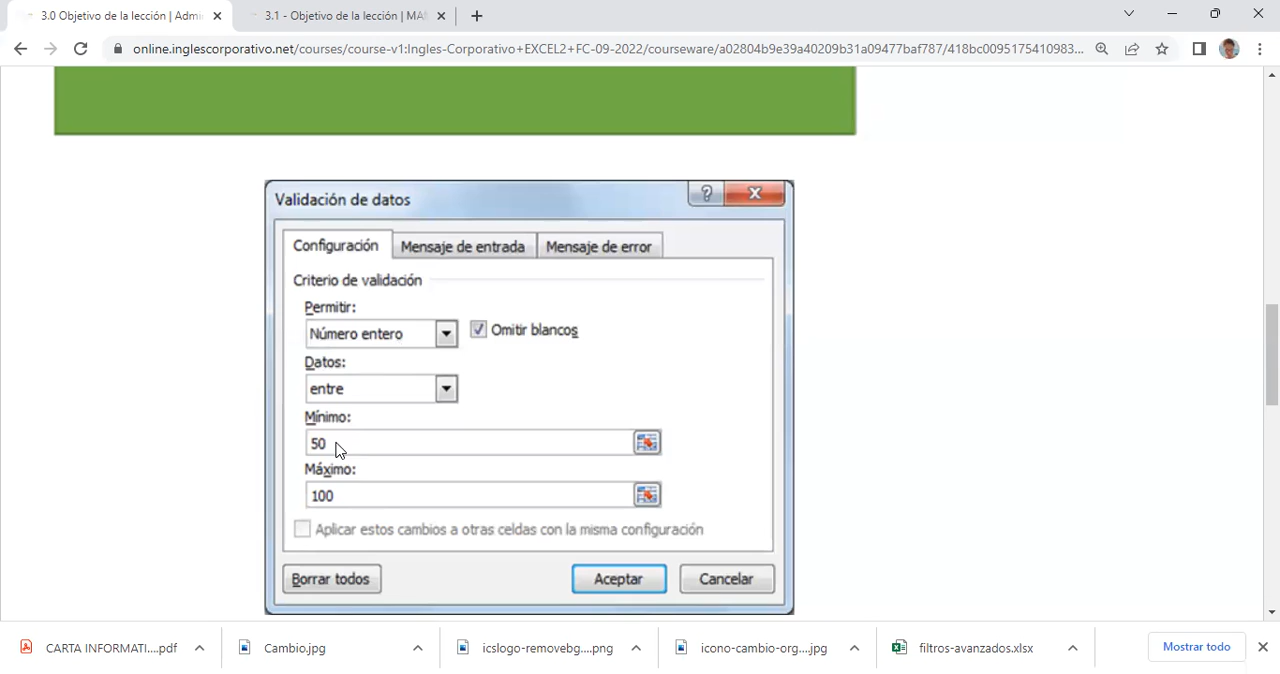 3.0 Objetivo de la lección | Admi
3.1 - Objetivo de la lección | MAN
online.inglescorporativo.net/courses/course-v1:Ingles-Corporativo+EXCEL2+FC-09-2022/courseware/a02804b9e39a40209b31a09477baf787/418bc0095175410983...
Validación de datos
?
Configuración Mensaje de entrada Mensaje de error
Criterio de validación
Permitir:
Número entero Omitir blancos
Datos:
entre
Mínimo:
50
Máximo:
100
Aplicar estos cambios a otras celdas con la misma configuración
Borrar todos Aceptar Cancelar
CARTA INFORMATI....pdf Cambio.jpg icslogo-removebg....png icono-cambio-org....jpg filtros-avanzados.xlsx Mostrar todo